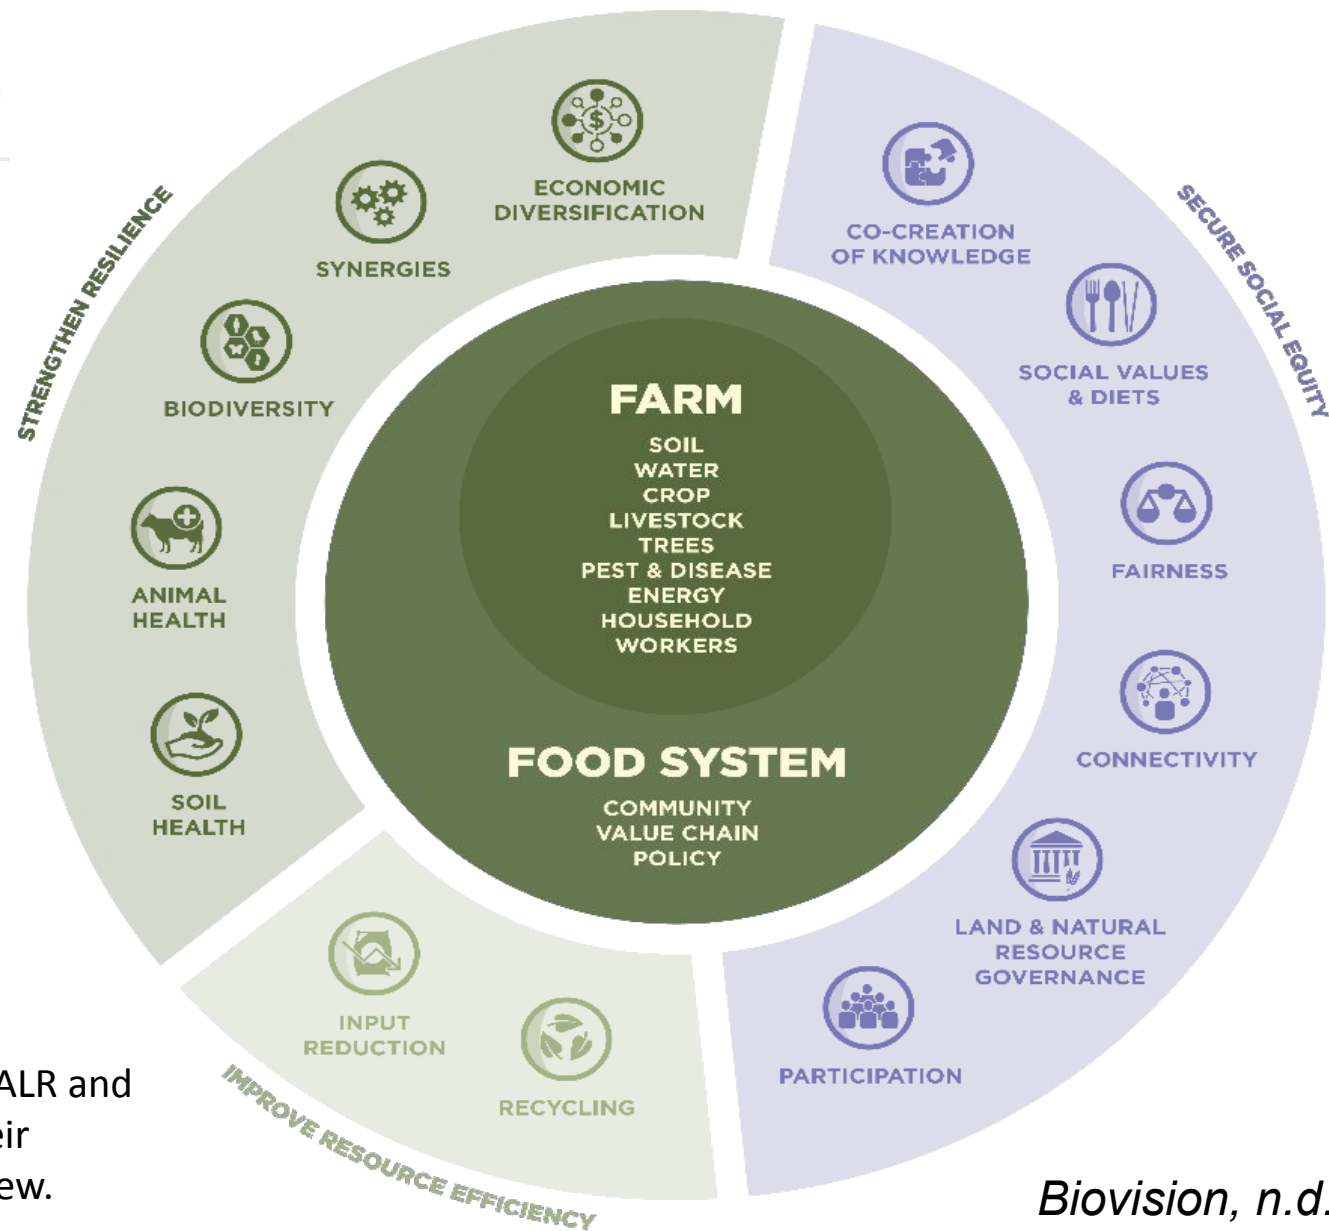 STRENGTHEN RESILIENCE
ECONOMIC
DIVERSIFICATION
SYNERGIES
BIODIVERSITY
ANIMAL
HEALTH
SOIL
HEALTH
SECURE SOCIAL EQUITY
CO-CREATION
OF KNOWLEDGE
SOCIAL VALUES
& DIETS
FAIRNESS
CONNECTIVITY
LAND & NATURAL
RESOURCE
GOVERNANCE
PARTICIPATION
FARM
SOIL
WATER
CROP
LIVESTOCK
TREES
PEST & DISEASE
ENERGY
HOUSEHOLD
WORKERS
FOOD SYSTEM
COMMUNITY
VALUE CHAIN
POLICY
INPUT
REDUCTION
RECYCLING
IMPROVE RESOURCE EFFICIENCY
ALR and
eir
ew.
Biovision, n.d.